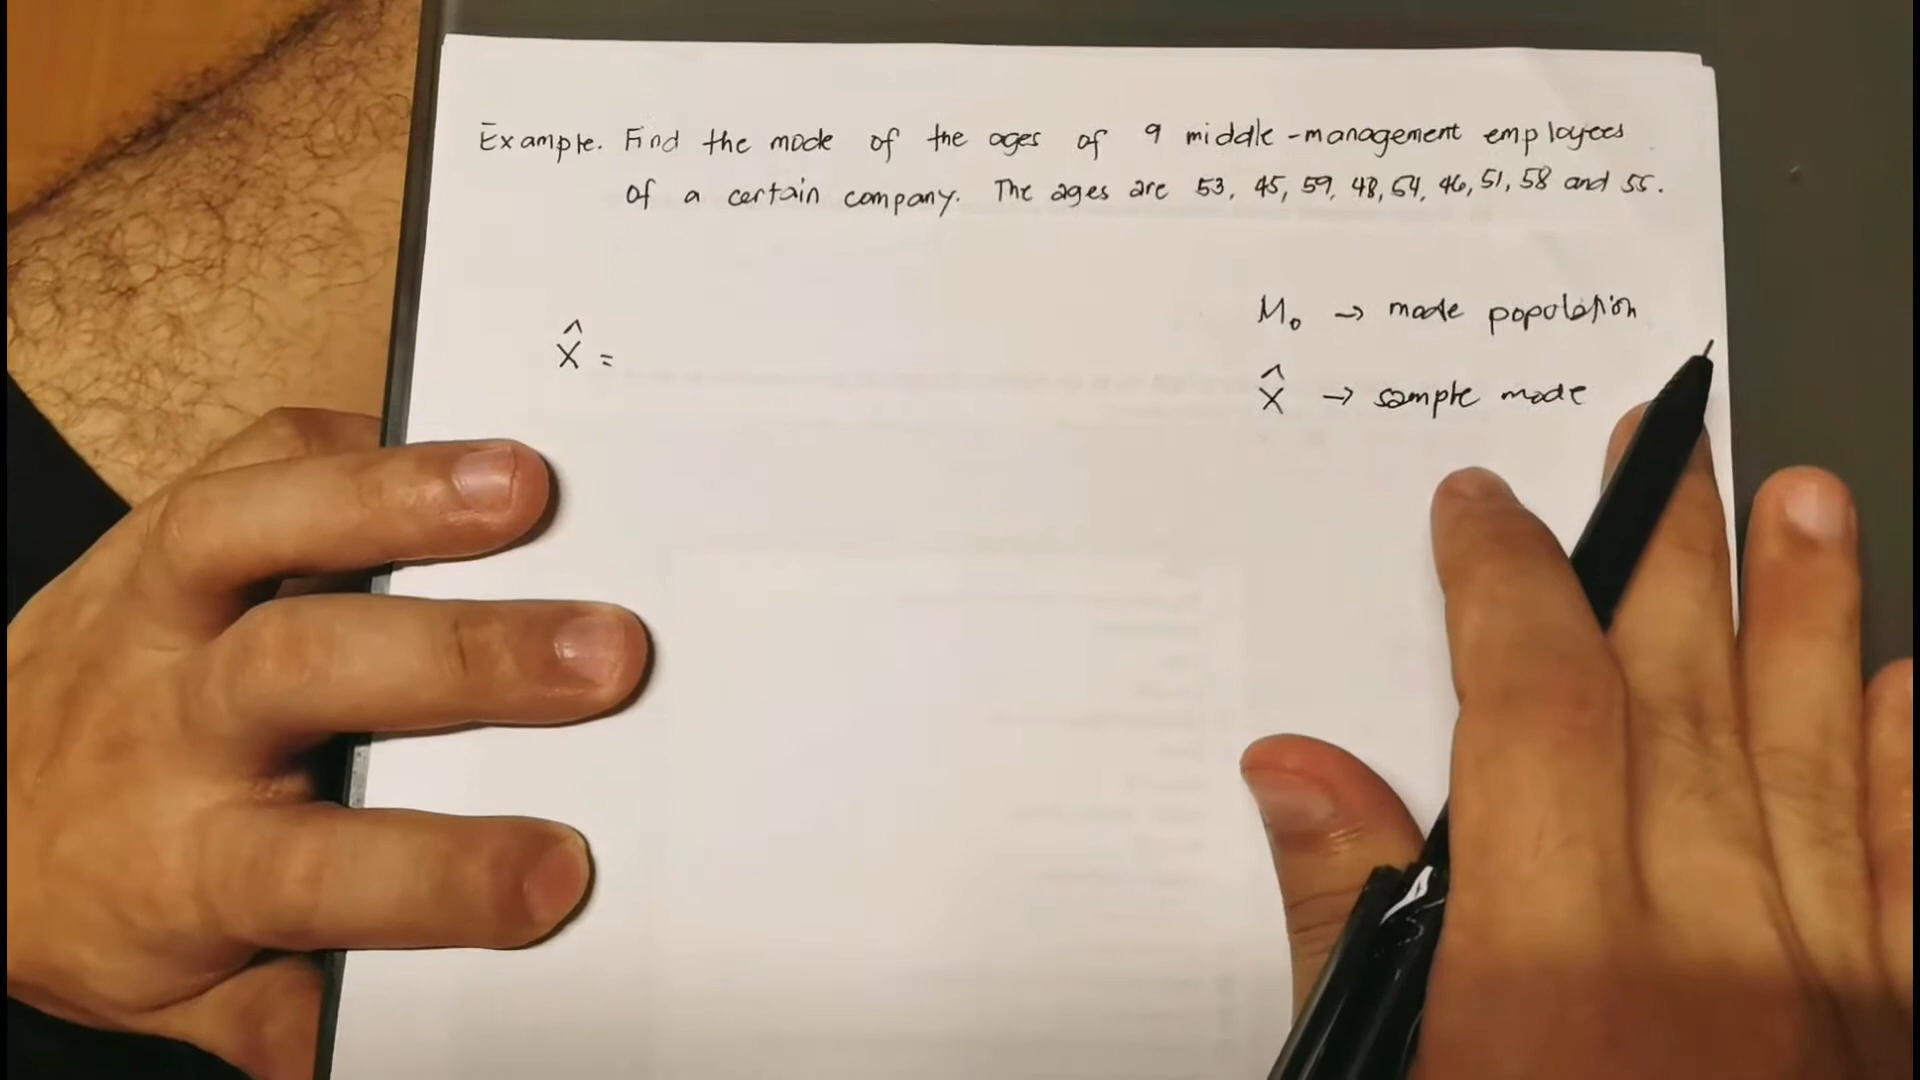 Example. Find the mode of the ages of 9 middle-management employees
of a certain company. The ages are 53, 45, 59, 48, 54, 46, 51, 58 and 55.
M₀ → mode population
X̂ =
X̂ → sample mode